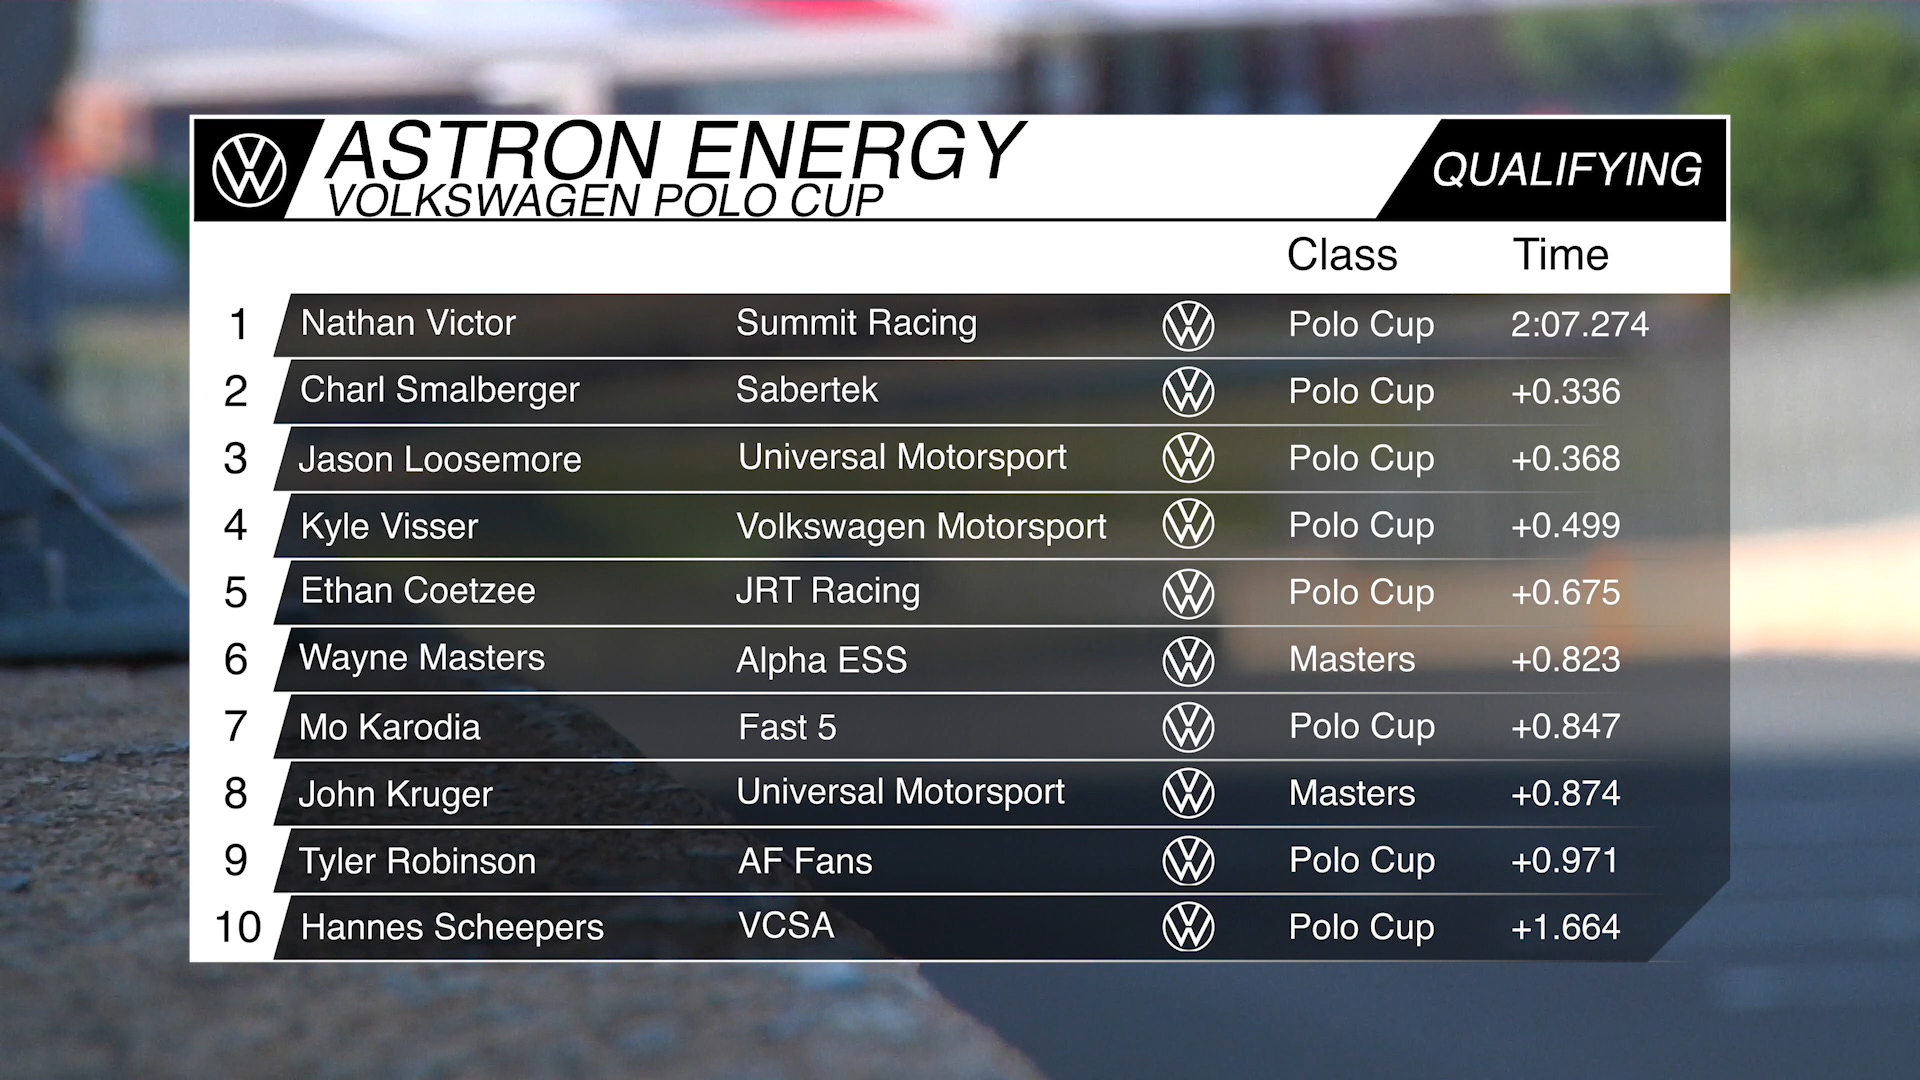 ASTRON ENERGY
VOLKSWAGEN POLO CUP
QUALIFYING
Class Time
1 Nathan Victor Summit Racing Polo Cup 2:07.274
2 Charl Smalberger Sabertek Polo Cup +0.336
3 Jason Loosemore Universal Motorsport Polo Cup +0.368
4 Kyle Visser Volkswagen Motorsport Polo Cup +0.499
5 Ethan Coetzee JRT Racing Polo Cup +0.675
6 Wayne Masters Alpha ESS Masters +0.823
7 Mo Karodia Fast 5 Polo Cup +0.847
8 John Kruger Universal Motorsport Masters +0.874
9 Tyler Robinson AF Fans Polo Cup +0.971
10 Hannes Scheepers VCSA Polo Cup +1.664